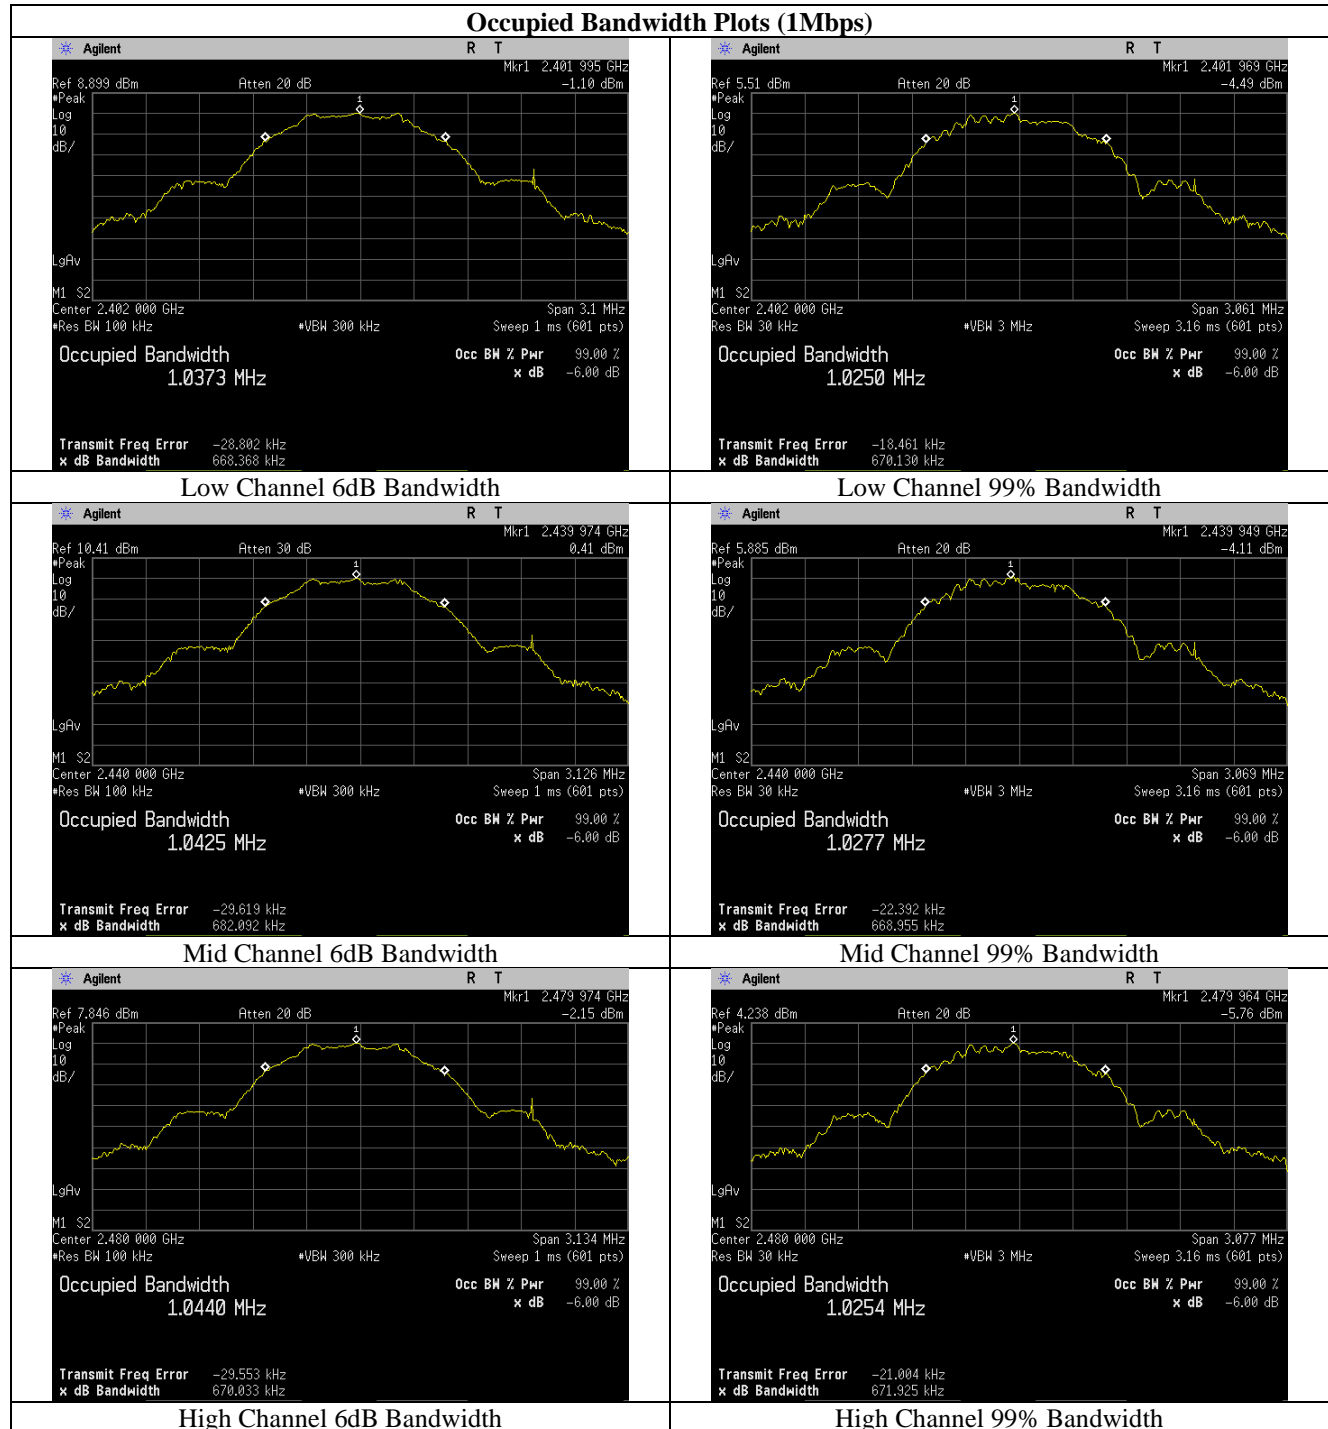 Occupied Bandwidth Plots (1Mbps)
Agilent R T
Mkr1 2.401 995 GHz
Ref 8.899 dBm Atten 20 dB -1.10 dBm
#Peak
Log
10
dB/
1
LgAv
M1 S2
Center 2.402 000 GHz Span 3.1 MHz
#Res BW 100 kHz #VBW 300 kHz Sweep 1 ms (601 pts)
Occupied Bandwidth Occ BW % Pwr 99.00 %
1.0373 MHz x dB -6.00 dB
Transmit Freq Error -28.802 kHz
x dB Bandwidth 668.368 kHz
Low Channel 6dB Bandwidth
Agilent R T
Mkr1 2.401 969 GHz
Ref 5.51 dBm Atten 20 dB -4.49 dBm
#Peak
Log
10
dB/
1
LgAv
M1 S2
Center 2.402 000 GHz Span 3.061 MHz
Res BW 30 kHz #VBW 3 MHz Sweep 3.16 ms (601 pts)
Occupied Bandwidth Occ BW % Pwr 99.00 %
1.0250 MHz x dB -6.00 dB
Transmit Freq Error -18.461 kHz
x dB Bandwidth 670.130 kHz
Low Channel 99% Bandwidth
Agilent R T
Mkr1 2.439 974 GHz
Ref 10.41 dBm Atten 30 dB 0.41 dBm
#Peak
Log
10
dB/
1
LgAv
M1 S2
Center 2.440 000 GHz Span 3.126 MHz
#Res BW 100 kHz #VBW 300 kHz Sweep 1 ms (601 pts)
Occupied Bandwidth Occ BW % Pwr 99.00 %
1.0425 MHz x dB -6.00 dB
Transmit Freq Error -29.619 kHz
x dB Bandwidth 682.092 kHz
Mid Channel 6dB Bandwidth
Agilent R T
Mkr1 2.439 949 GHz
Ref 5.885 dBm Atten 20 dB -4.11 dBm
#Peak
Log
10
dB/
1
LgAv
M1 S2
Center 2.440 000 GHz Span 3.069 MHz
Res BW 30 kHz #VBW 3 MHz Sweep 3.16 ms (601 pts)
Occupied Bandwidth Occ BW % Pwr 99.00 %
1.0277 MHz x dB -6.00 dB
Transmit Freq Error -22.392 kHz
x dB Bandwidth 668.955 kHz
Mid Channel 99% Bandwidth
Agilent R T
Mkr1 2.479 974 GHz
Ref 7.846 dBm Atten 20 dB -2.15 dBm
#Peak
Log
10
dB/
1
LgAv
M1 S2
Center 2.480 000 GHz Span 3.134 MHz
#Res BW 100 kHz #VBW 300 kHz Sweep 1 ms (601 pts)
Occupied Bandwidth Occ BW % Pwr 99.00 %
1.0440 MHz x dB -6.00 dB
Transmit Freq Error -29.553 kHz
x dB Bandwidth 670.033 kHz
High Channel 6dB Bandwidth
Agilent R T
Mkr1 2.479 964 GHz
Ref 4.238 dBm Atten 20 dB -5.76 dBm
#Peak
Log
10
dB/
1
LgAv
M1 S2
Center 2.480 000 GHz Span 3.077 MHz
Res BW 30 kHz #VBW 3 MHz Sweep 3.16 ms (601 pts)
Occupied Bandwidth Occ BW % Pwr 99.00 %
1.0254 MHz x dB -6.00 dB
Transmit Freq Error -21.004 kHz
x dB Bandwidth 671.925 kHz
High Channel 99% Bandwidth